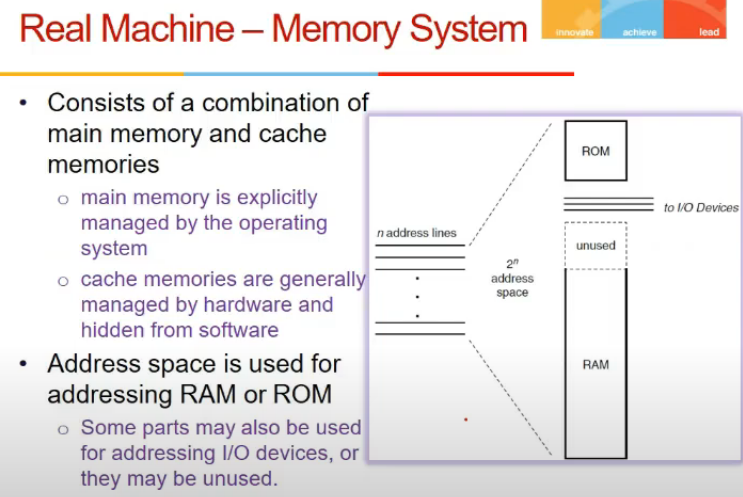 Real Machine – Memory System
innovate achieve lead
• Consists of a combination of
main memory and cache
memories
o main memory is explicitly
managed by the operating
system
o cache memories are generally
managed by hardware and
hidden from software
• Address space is used for
addressing RAM or ROM
o Some parts may also be used
for addressing I/O devices, or
they may be unused.
n address lines
2ⁿ
address
space
ROM
to I/O Devices
unused
RAM